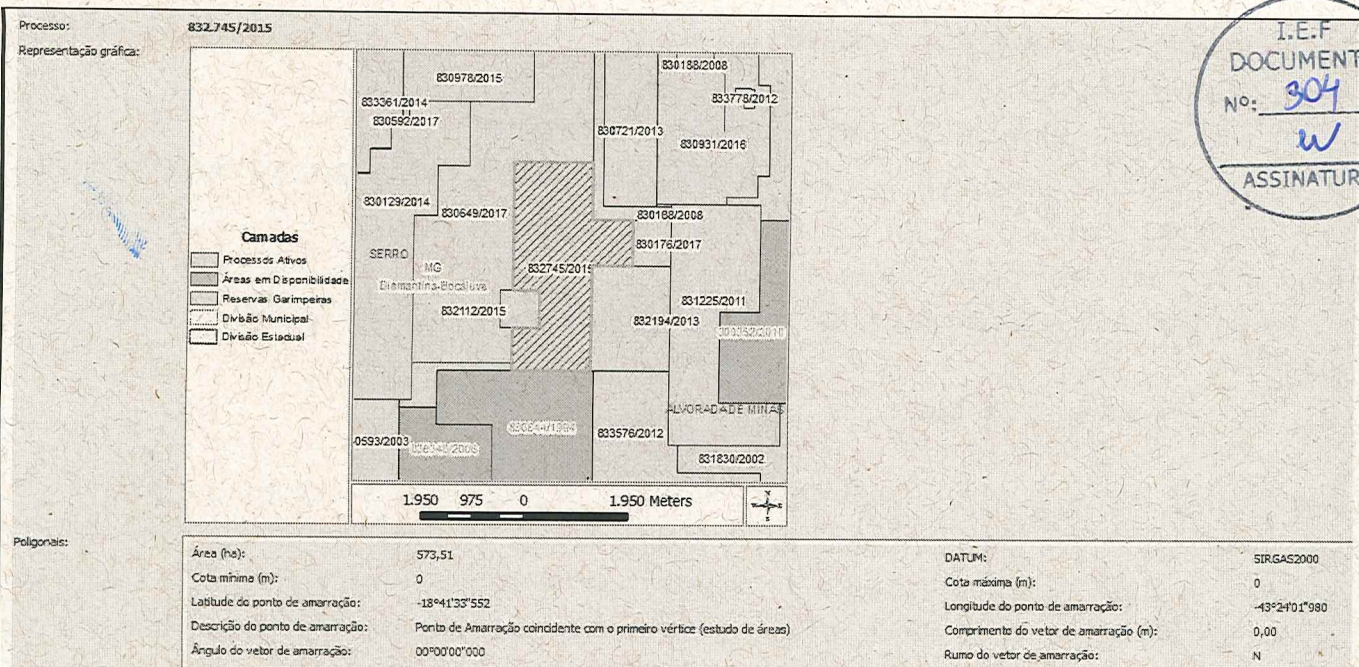 Processo:
832.745/2015
I.E.F
DOCUMENT
Nº: 304
ASSINATUR
Representação gráfica:
830978/2015
830188/2008
833361/2014
833778/2012
830592/2017
830721/2013
830931/2016
830129/2014
830649/2017
830188/2008
830176/2017
SERRO
MG
Diamantina-Bocaiuva
832745/2015
832112/2015
831225/2011
832194/2013
ALVORADA DE MINAS
-0593/2003
833576/2012
831830/2002
Camadas
Processos Ativos
Áreas em Disponibilidade
Reservas Garimpeiras
Divisão Municipal
Divisão Estadual
1.950 975 0 1.950 Meters
N
S
Poligonais:
Área (ha): 573,51
DATUM: SIRGAS2000
Cota mínima (m): 0
Cota máxima (m): 0
Latitude do ponto de amarração: -18°41'33"552
Longitude do ponto de amarração: -43°24'01"980
Descrição do ponto de amarração: Ponto de Amarração coincidente com o primeiro vértice (estudo de áreas)
Comprimento do vetor de amarração (m): 0,00
Ângulo do vetor de amarração: 00°00'00"000
Rumo do vetor de amarração: N